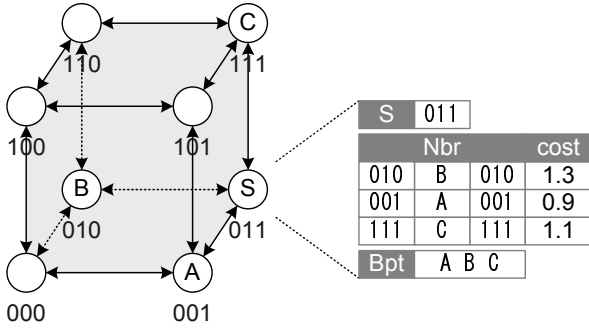 C
110
111
100
101
B
S
010
011
A
000
001
S 011
Nbr cost
010 B 010 1.3
001 A 001 0.9
111 C 111 1.1
Bpt A B C